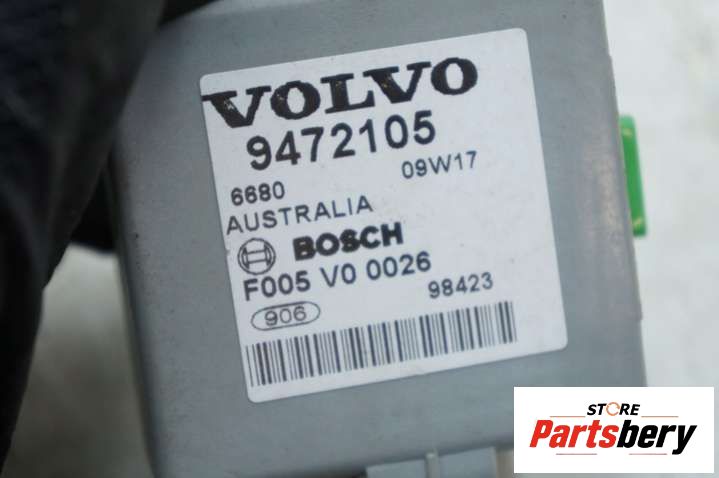 VOLVO
9472105
6680 09W17
AUSTRALIA
BOSCH
F005 V0 0026
906 98423
STORE
Partsbery